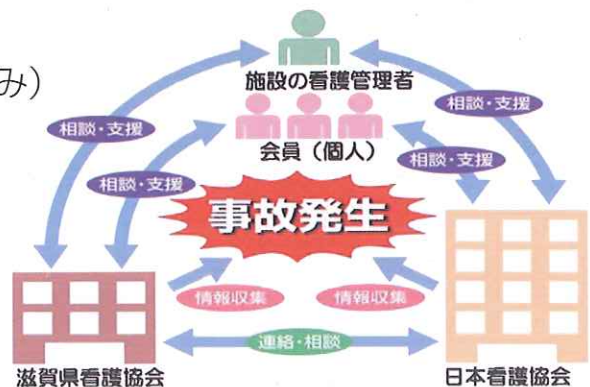 み)
施設の看護管理者
相談・支援
相談・支援
会員（個人）
相談・支援
相談・支援
事故発生
情報収集
情報収集
連絡・相談
滋賀県看護協会
日本看護協会